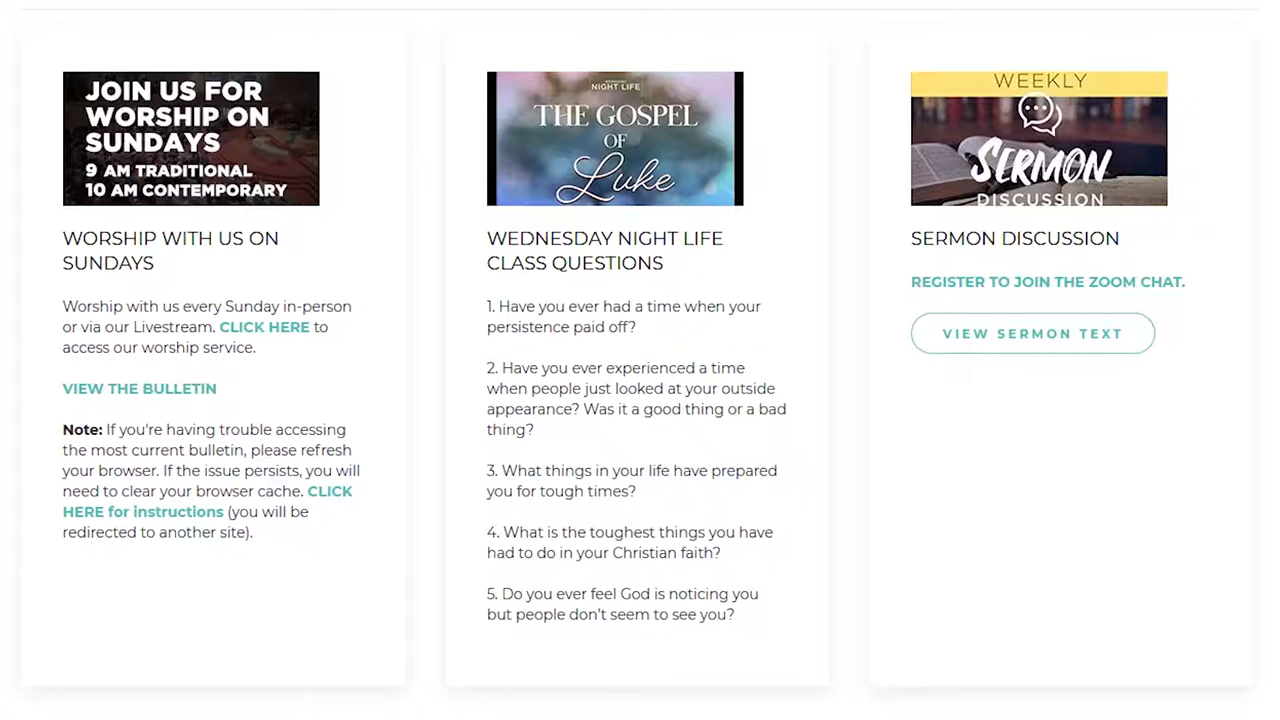 JOIN US FOR
WORSHIP ON
SUNDAYS
9 AM TRADITIONAL
10 AM CONTEMPORARY
WORSHIP WITH US ON
SUNDAYS
Worship with us every Sunday in-person
or via our Livestream. CLICK HERE to
access our worship service.
VIEW THE BULLETIN
Note: If you're having trouble accessing
the most current bulletin, please refresh
your browser. If the issue persists, you will
need to clear your browser cache. CLICK
HERE for instructions (you will be
redirected to another site).
WEDNESDAY
NIGHT LIFE
THE GOSPEL
OF
Luke
WEDNESDAY NIGHT LIFE
CLASS QUESTIONS
1. Have you ever had a time when your
persistence paid off?
2. Have you ever experienced a time
when people just looked at your outside
appearance? Was it a good thing or a bad
thing?
3. What things in your life have prepared
you for tough times?
4. What is the toughest things you have
had to do in your Christian faith?
5. Do you ever feel God is noticing you
but people don't seem to see you?
WEEKLY
SERMON
DISCUSSION
SERMON DISCUSSION
REGISTER TO JOIN THE ZOOM CHAT.
VIEW SERMON TEXT